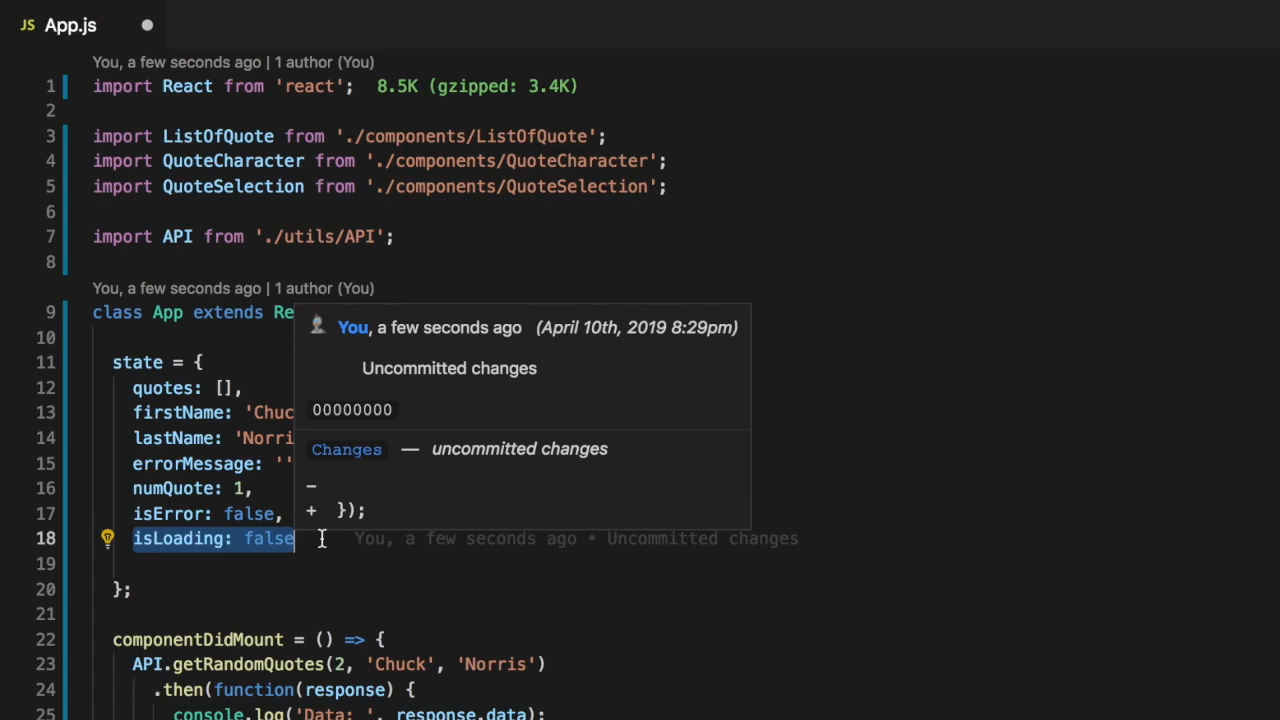 JS App.js
You, a few seconds ago | 1 author (You)
1 import React from 'react'; 8.5K (gzipped: 3.4K)
2
3 import ListOfQuote from './components/ListOfQuote';
4 import QuoteCharacter from './components/QuoteCharacter';
5 import QuoteSelection from './components/QuoteSelection';
6
7 import API from './utils/API';
8
You, a few seconds ago | 1 author (You)
9 class App extends Re
You, a few seconds ago (April 10th, 2019 8:29pm)
10
11 state = {
Uncommitted changes
12 quotes: [],
13 firstName: 'Chuc
00000000
14 lastName: 'Norri
Changes — uncommitted changes
15 errorMessage: ''
16 numQuote: 1,
−
17 isError: false,
+ });
18 isLoading: false You, a few seconds ago • Uncommitted changes
19
20 };
21
22 componentDidMount = () => {
23 API.getRandomQuotes(2, 'Chuck', 'Norris')
24 .then(function(response) {
25 console.log('Data: ', response.data);